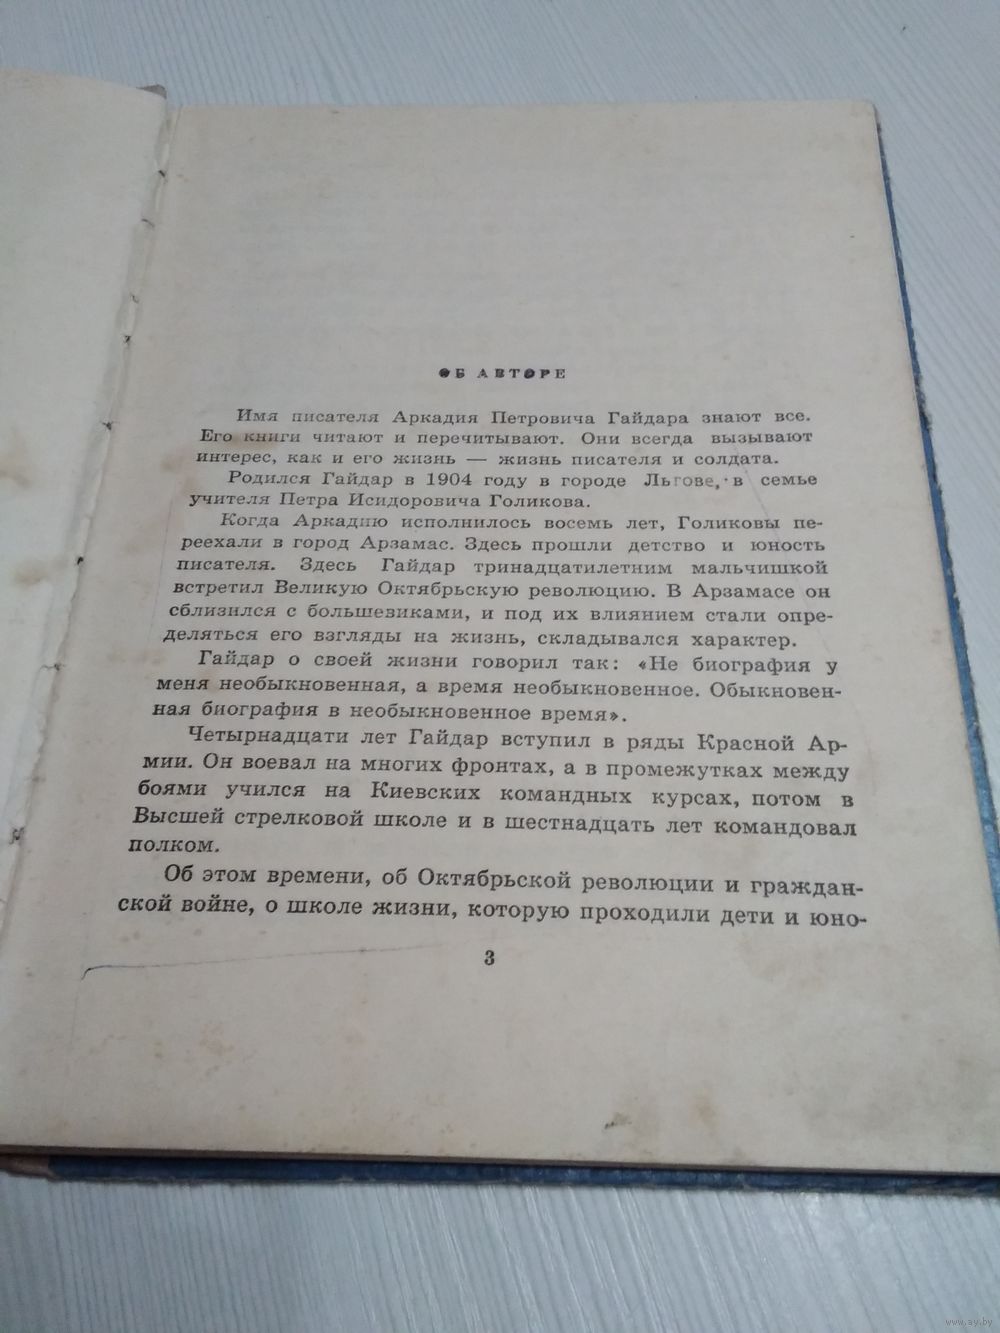 ОБ АВТОРЕ
Имя писателя Аркадия Петровича Гайдара знают все.
Его книги читают и перечитывают. Они всегда вызывают
интерес, как и его жизнь — жизнь писателя и солдата.
Родился Гайдар в 1904 году в городе Льгове, в семье
учителя Петра Исидоровича Голикова.
Когда Аркадию исполнилось восемь лет, Голиковы пе-
реехали в город Арзамас. Здесь прошли детство и юность
писателя. Здесь Гайдар тринадцатилетним мальчишкой
встретил Великую Октябрьскую революцию. В Арзамасе он
сблизился с большевиками, и под их влиянием стали опре-
деляться его взгляды на жизнь, складывался характер.
Гайдар о своей жизни говорил так: «Не биография у
меня необыкновенная, а время необыкновенное. Обыкновен-
ная биография в необыкновенное время».
Четырнадцати лет Гайдар вступил в ряды Красной Ар-
мии. Он воевал на многих фронтах, а в промежутках между
боями учился на Киевских командных курсах, потом в
Высшей стрелковой школе и в шестнадцать лет командовал
полком.
Об этом времени, об Октябрьской революции и граждан-
ской войне, о школе жизни, которую проходили дети и юно-
3
www.ay.by